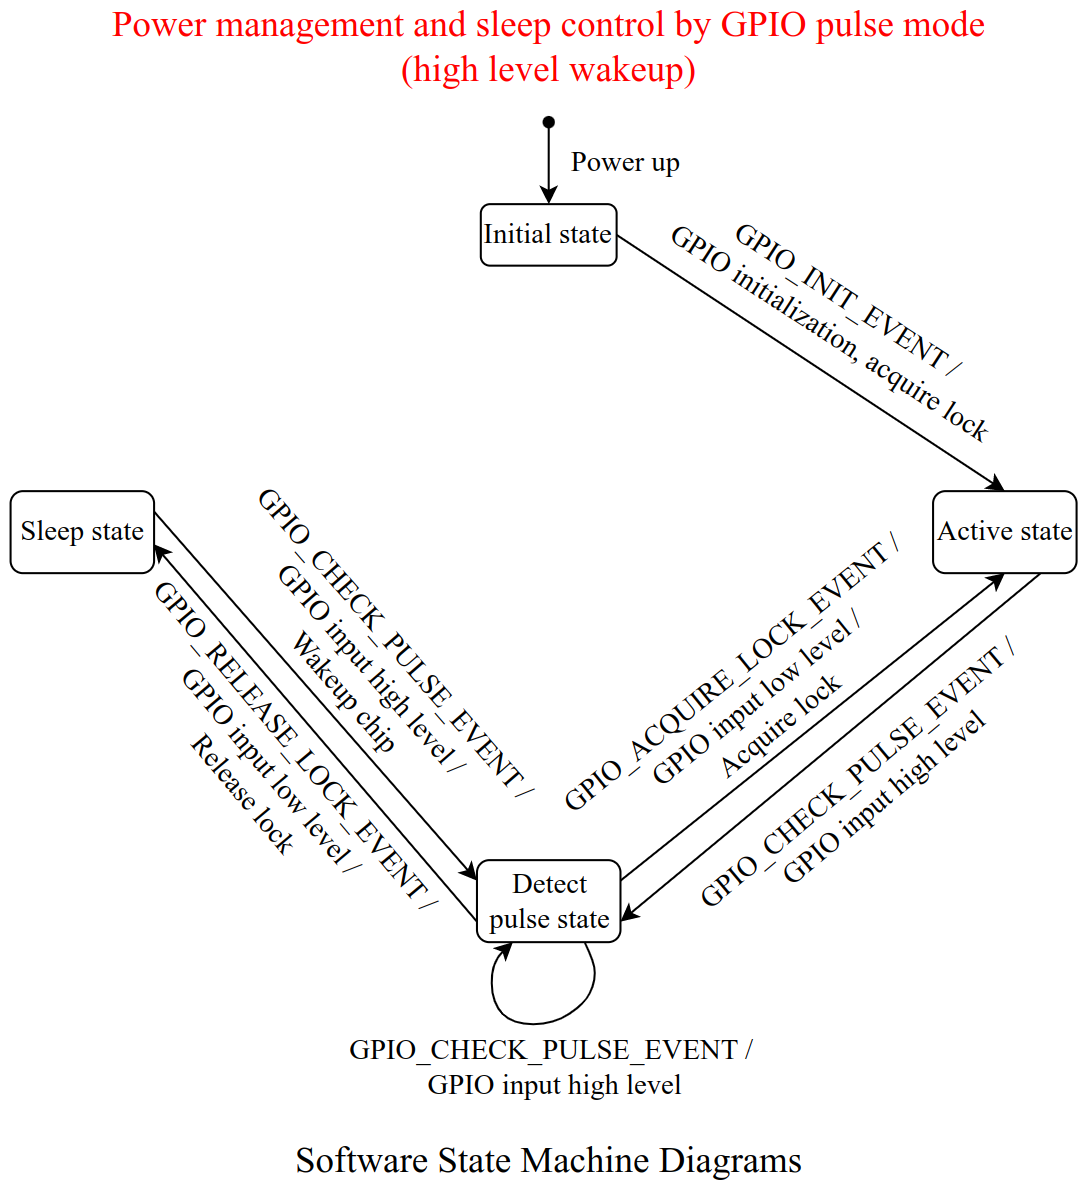 Power management and sleep control by GPIO pulse mode
(high level wakeup)
Power up
Initial state
GPIO_INIT_EVENT /
GPIO initialization, acquire lock
Sleep state
Active state
GPIO_CHECK_PULSE_EVENT /
GPIO input high level /
Wakeup chip
GPIO_RELEASE_LOCK_EVENT /
GPIO input low level /
Release lock
GPIO_ACQUIRE_LOCK_EVENT /
GPIO input low level /
Acquire lock
GPIO_CHECK_PULSE_EVENT /
GPIO input high level
Detect
pulse state
GPIO_CHECK_PULSE_EVENT /
GPIO input high level
Software State Machine Diagrams